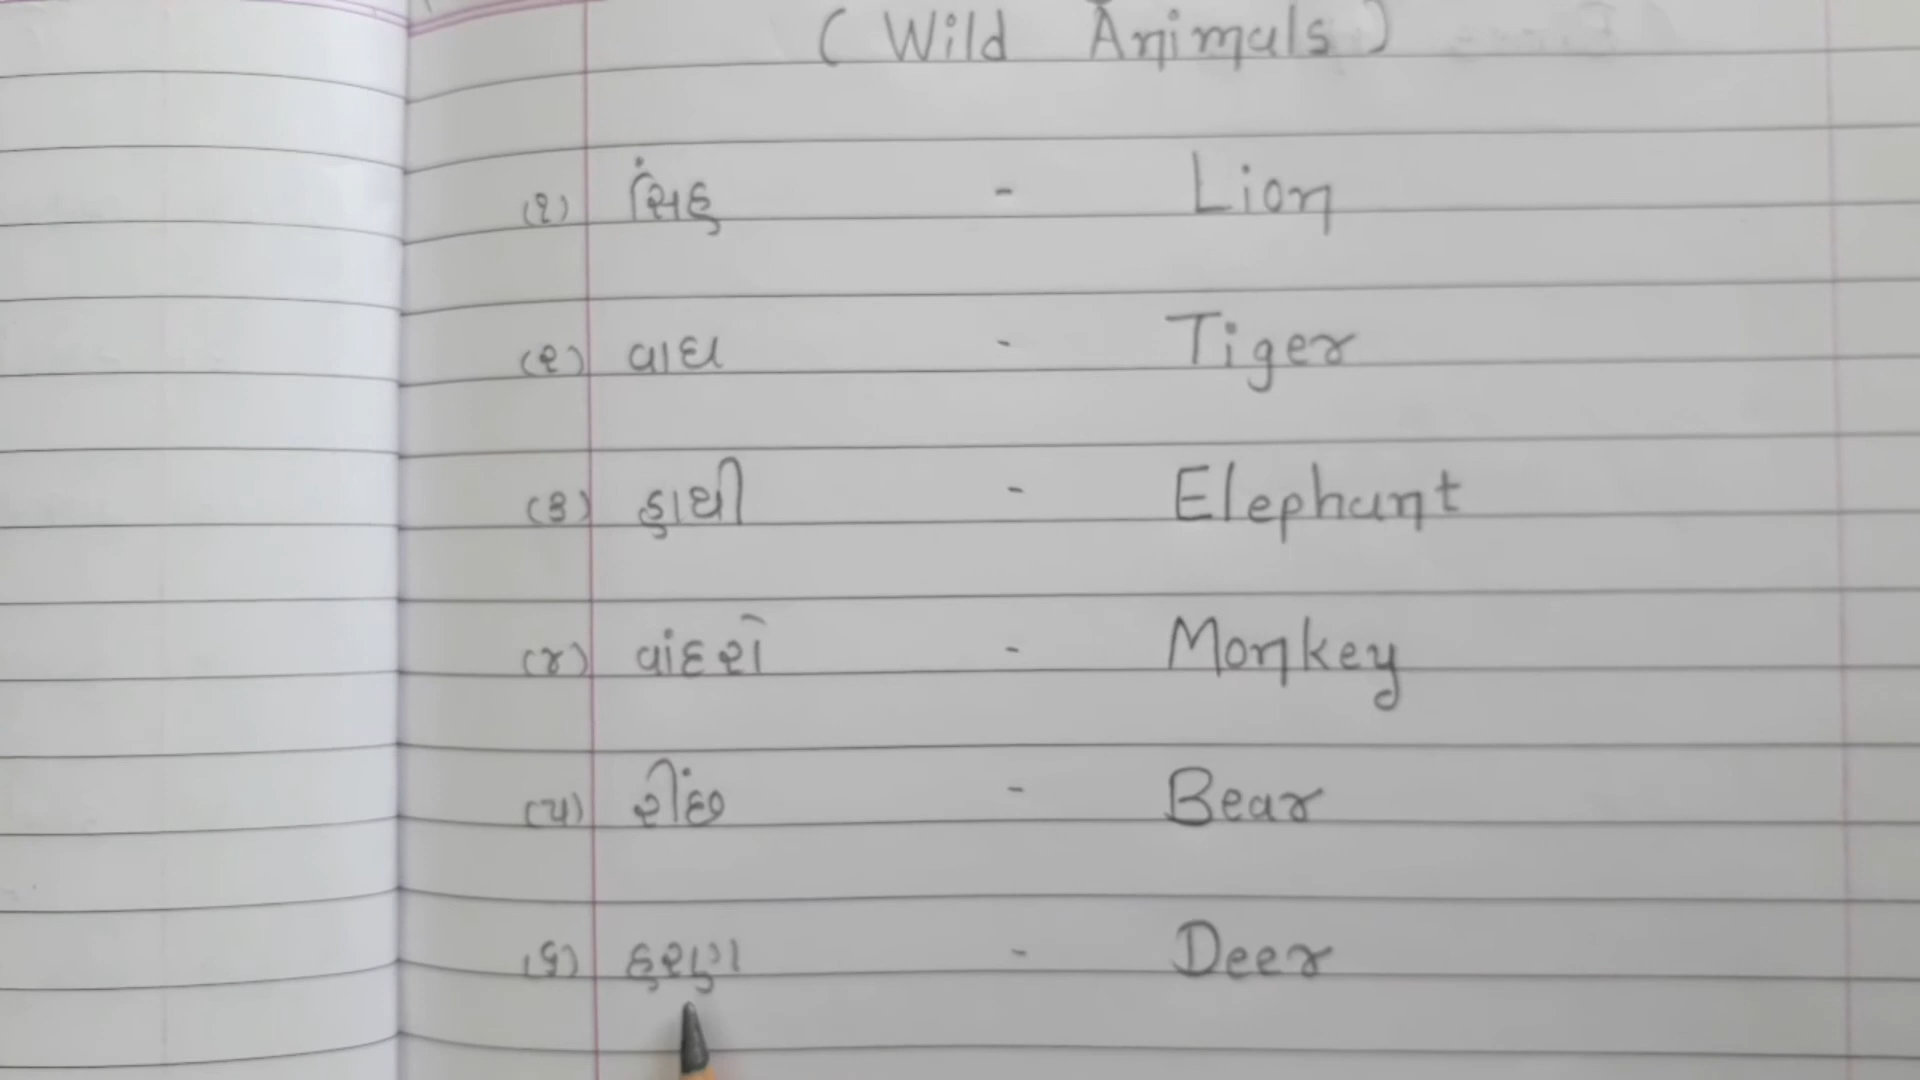 ( Wild Animals )
(૧) સિંહ - Lion
(૨) વાઘ - Tiger
(૩) હાથી - Elephant
(૪) વાંદરો - Monkey
(૫) રીંછ - Bear
(૬) હરણ - Deer